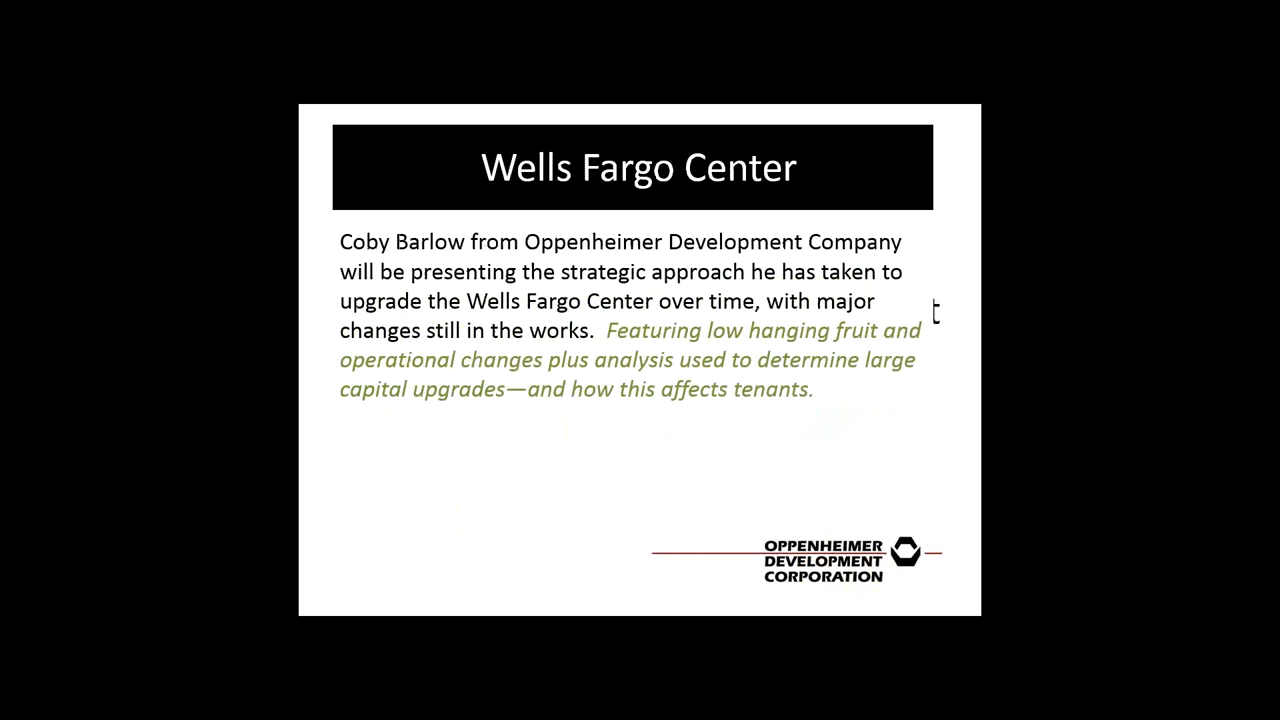 Wells Fargo Center
Coby Barlow from Oppenheimer Development Company
will be presenting the strategic approach he has taken to
upgrade the Wells Fargo Center over time, with major
changes still in the works.  Featuring low hanging fruit and
operational changes plus analysis used to determine large
capital upgrades—and how this affects tenants.
t
OPPENHEIMER
DEVELOPMENT
CORPORATION